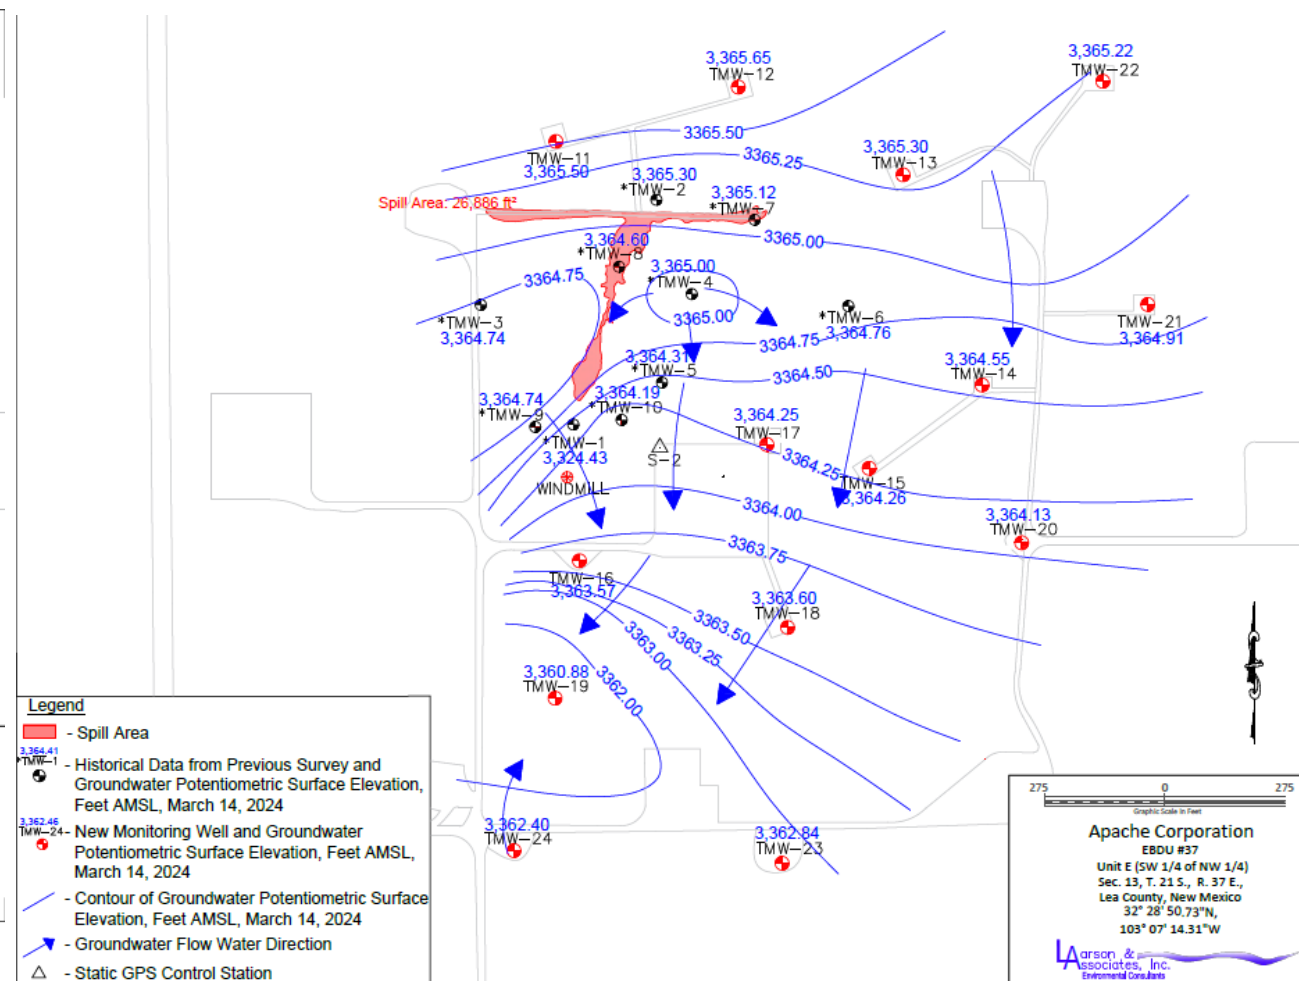 3,365.65
TMW-12
3,365.22
TMW-22
3365.50
TMW-11
3,365.50
3365.25
3,365.30
TMW-13
3,365.30
*TMW-2
3,365.12
*TMW-7
Spill Area: 26,886 ft²
3365.00
3,364.60
*TMW-8
3364.75
3,365.00
*TMW-4
3365.00
*TMW-3
3,364.74
*TMW-6
3,364.76
TMW-21
3,364.91
3364.75
3,364.31
*TMW-5
3364.50
3,364.55
TMW-14
3,364.74
*TMW-9
3,364.19
*TMW-10
*TMW-1
3,324.43
WINDMILL
S-2
3,364.25
TMW-17
3364.25
TMW-15
3,364.26
3364.00
3,364.13
TMW-20
3363.75
TMW-16
3,363.57
3,363.60
TMW-18
3363.50
3363.25
3363.00
3362.00
3,360.88
TMW-19
3,362.40
TMW-24
3,362.84
TMW-23
Legend
- Spill Area
3,364.41
*TMW-1
- Historical Data from Previous Survey and
Groundwater Potentiometric Surface Elevation,
Feet AMSL, March 14, 2024
3,362.46
TMW-24
- New Monitoring Well and Groundwater
Potentiometric Surface Elevation, Feet AMSL,
March 14, 2024
- Contour of Groundwater Potentiometric Surface
Elevation, Feet AMSL, March 14, 2024
- Groundwater Flow Water Direction
- Static GPS Control Station
275 0 275
Graphic Scale in Feet
Apache Corporation
EBDU #37
Unit E (SW 1/4 of NW 1/4)
Sec. 13, T. 21 S., R. 37 E.,
Lea County, New Mexico
32° 28' 50.73"N,
103° 07' 14.31"W
Larson &
Associates, Inc.
Environmental Consultants